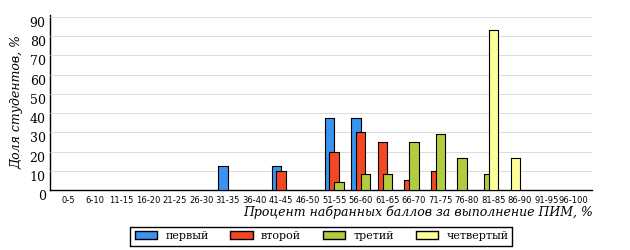 Доля студентов, %
90
80
70
60
50
40
30
20
10
0
0-5 6-10 11-15 16-20 21-25 26-30 31-35 36-40 41-45 46-50 51-55 56-60 61-65 66-70 71-75 76-80 81-85 86-90 91-95 96-100
Процент набранных баллов за выполнение ПИМ, %
первый второй третий четвертый